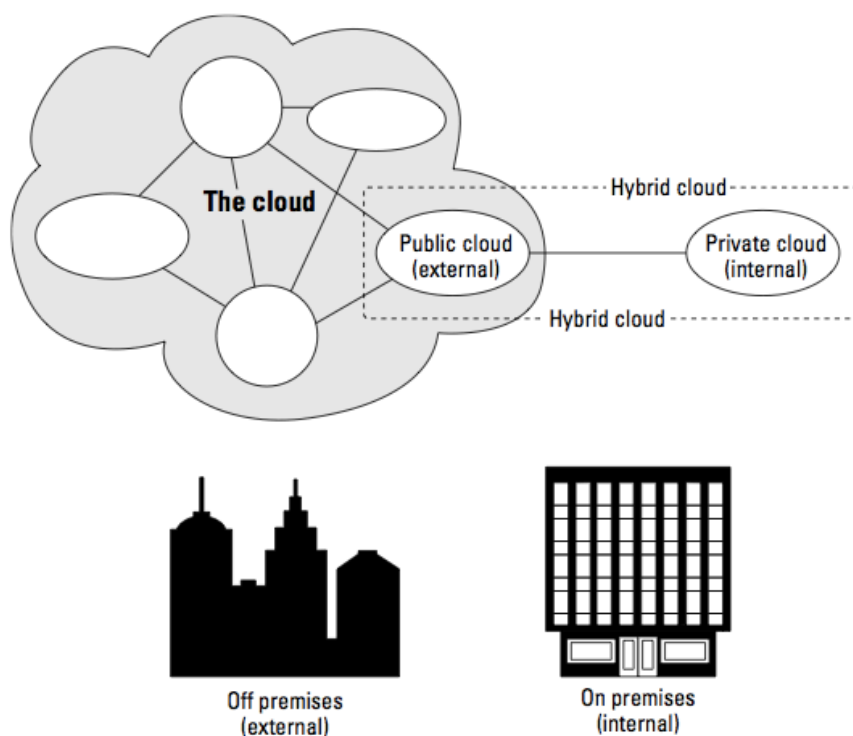 Hybrid cloud
The cloud
Public cloud
(external)
Private cloud
(internal)
Hybrid cloud
Off premises
(external)
On premises
(internal)